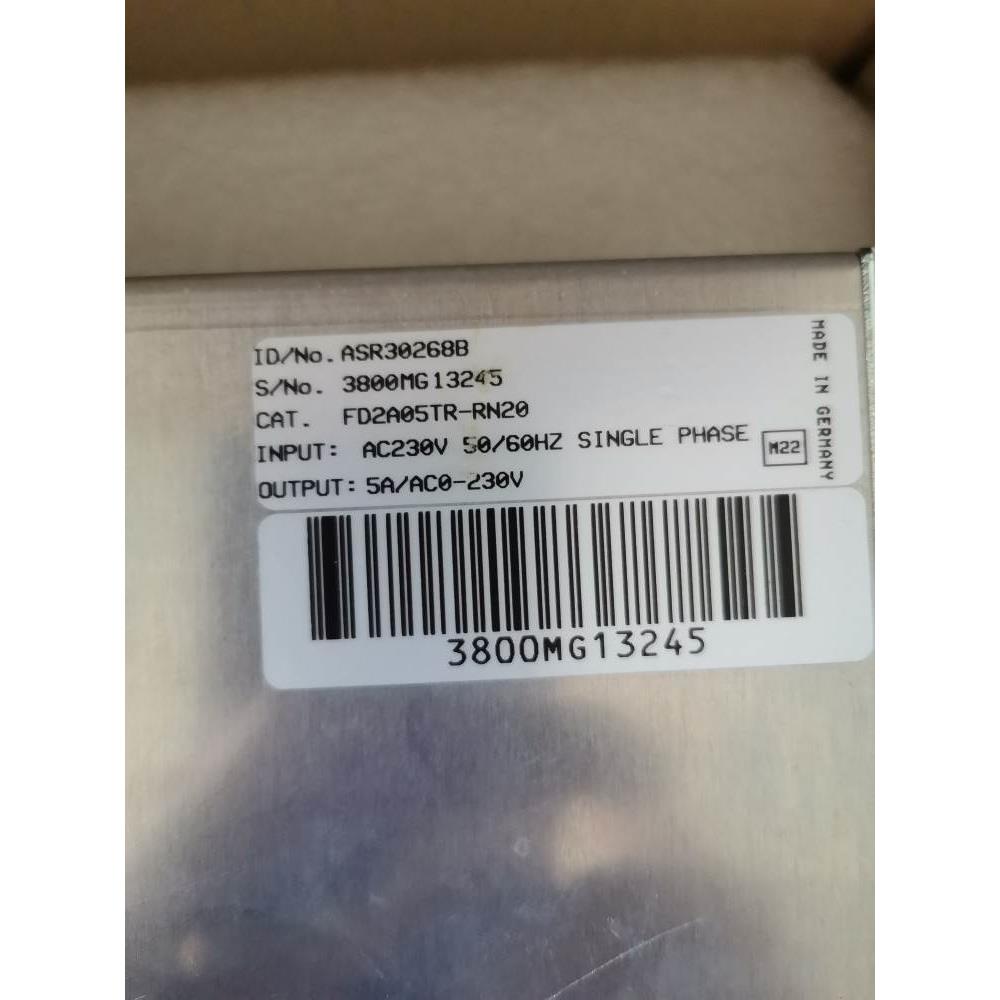 ID/No. ASR30268B
S/No. 3800MG13245
CAT. FD2A05TR-RN20
INPUT: AC230V 50/60HZ SINGLE PHASE
M22
OUTPUT: 5A/AC0-230V
MADE IN GERMANY
3800MG13245